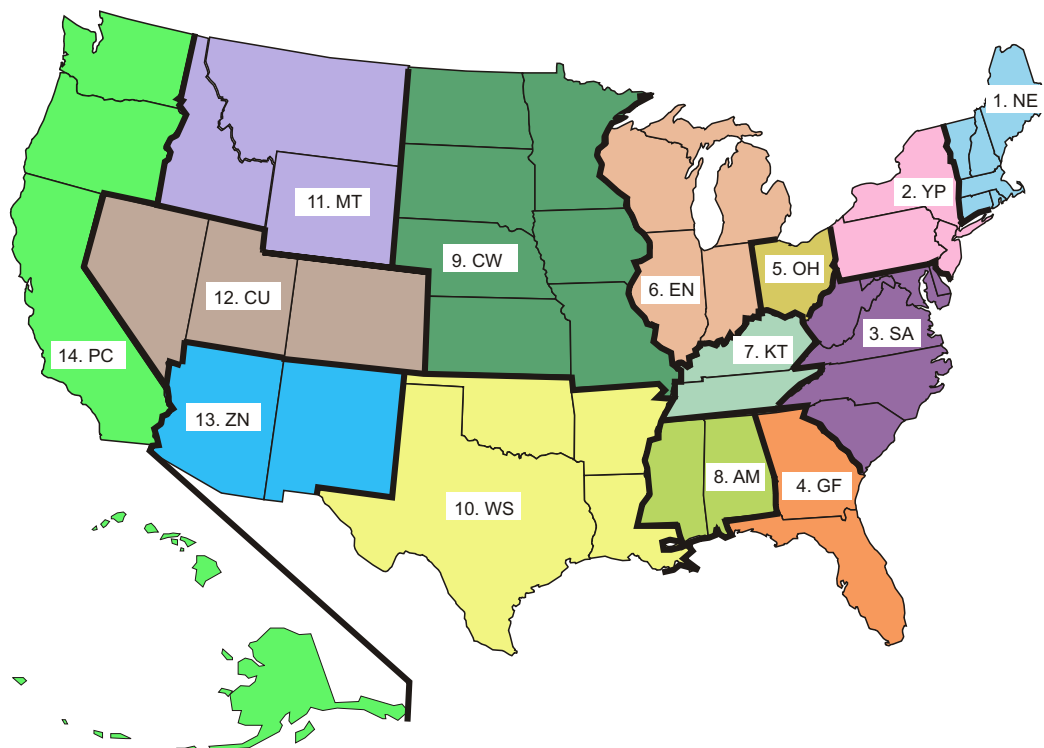 1. NE
2. YP
11. MT
9. CW
5. OH
12. CU
6. EN
3. SA
7. KT
14. PC
13. ZN
8. AM
4. GF
10. WS